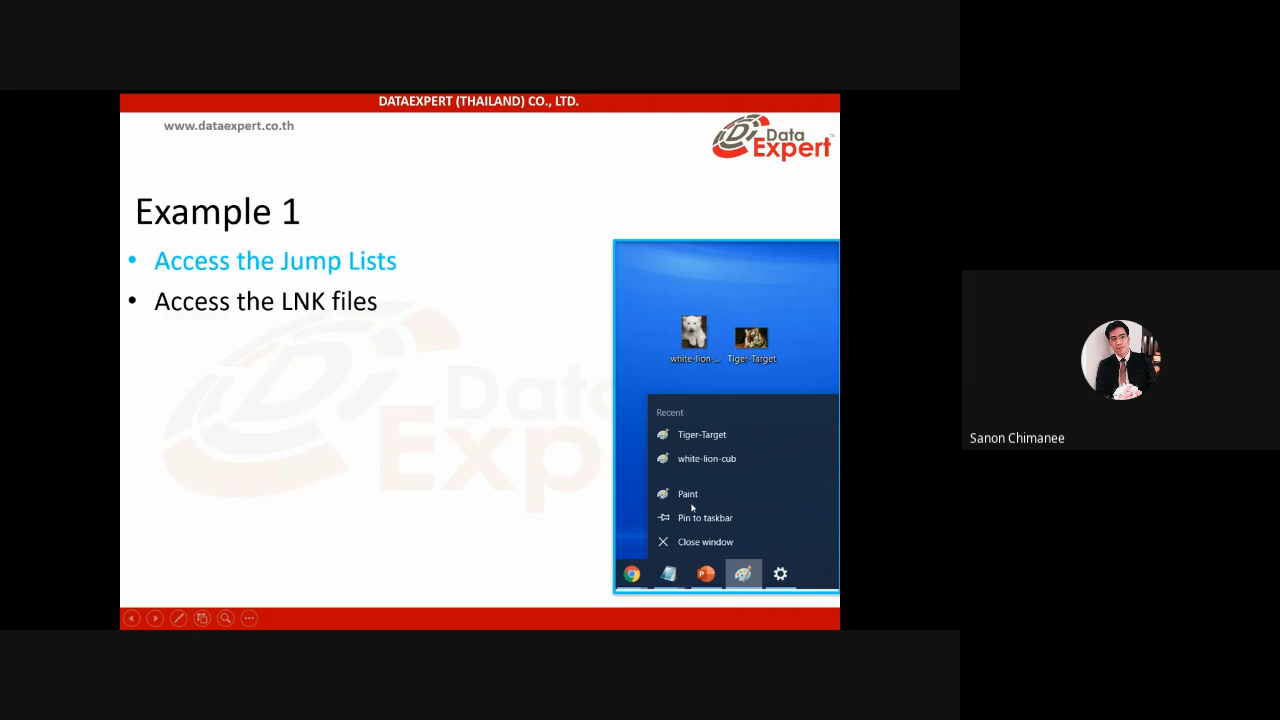 DATAEXPERT (THAILAND) CO., LTD.
www.dataexpert.co.th
Data
Expert
Example 1
• Access the Jump Lists
• Access the LNK files
white-lion-...
Tiger-Target
Recent
Tiger-Target
white-lion-cub
Paint
Pin to taskbar
Close window
Data
Exp
Sanon Chimanee